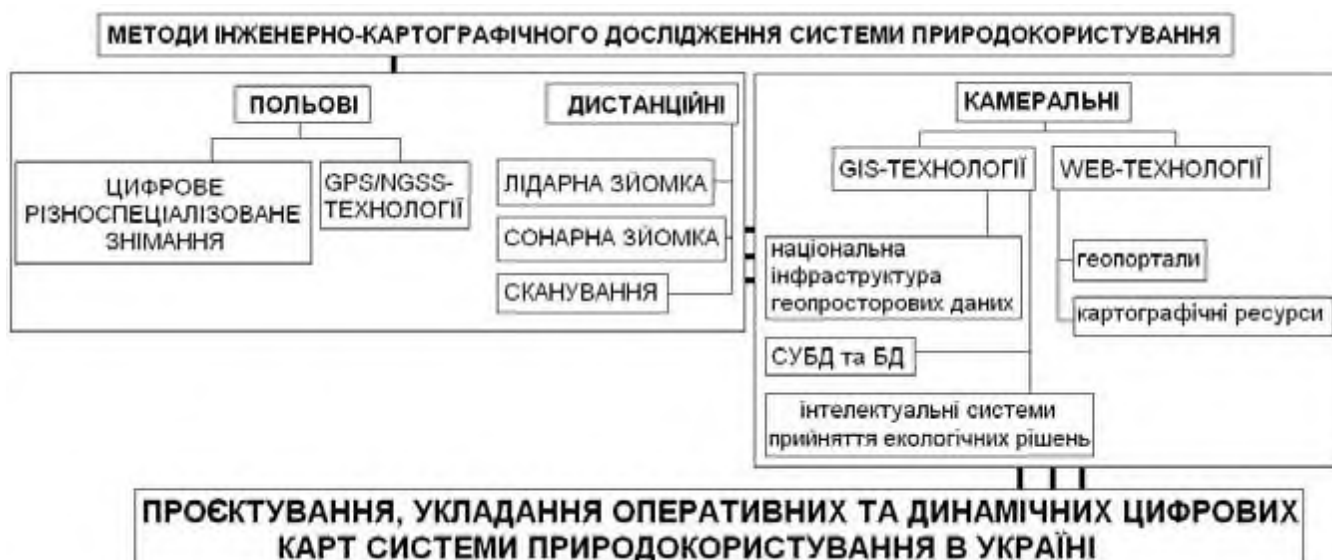 МЕТОДИ ІНЖЕНЕРНО-КАРТОГРАФІЧНОГО ДОСЛІДЖЕННЯ СИСТЕМИ ПРИРОДОКОРИСТУВАННЯ
ПОЛЬОВІ
ЦИФРОВЕ
РІЗНОСПЕЦІАЛІЗОВАНЕ
ЗНІМАННЯ
GPS/NGSS-
ТЕХНОЛОГІЇ
ДИСТАНЦІЙНІ
ЛІДАРНА ЗЙОМКА
СОНАРНА ЗЙОМКА
СКАНУВАННЯ
КАМЕРАЛЬНІ
GIS-ТЕХНОЛОГІЇ
національна
інфраструктура
геопросторових даних
СУБД та БД
інтелектуальні системи
прийняття екологічних рішень
WEB-ТЕХНОЛОГІЇ
геопортали
картографічні ресурси
ПРОЄКТУВАННЯ, УКЛАДАННЯ ОПЕРАТИВНИХ ТА ДИНАМІЧНИХ ЦИФРОВИХ
КАРТ СИСТЕМИ ПРИРОДОКОРИСТУВАННЯ В УКРАЇНІ